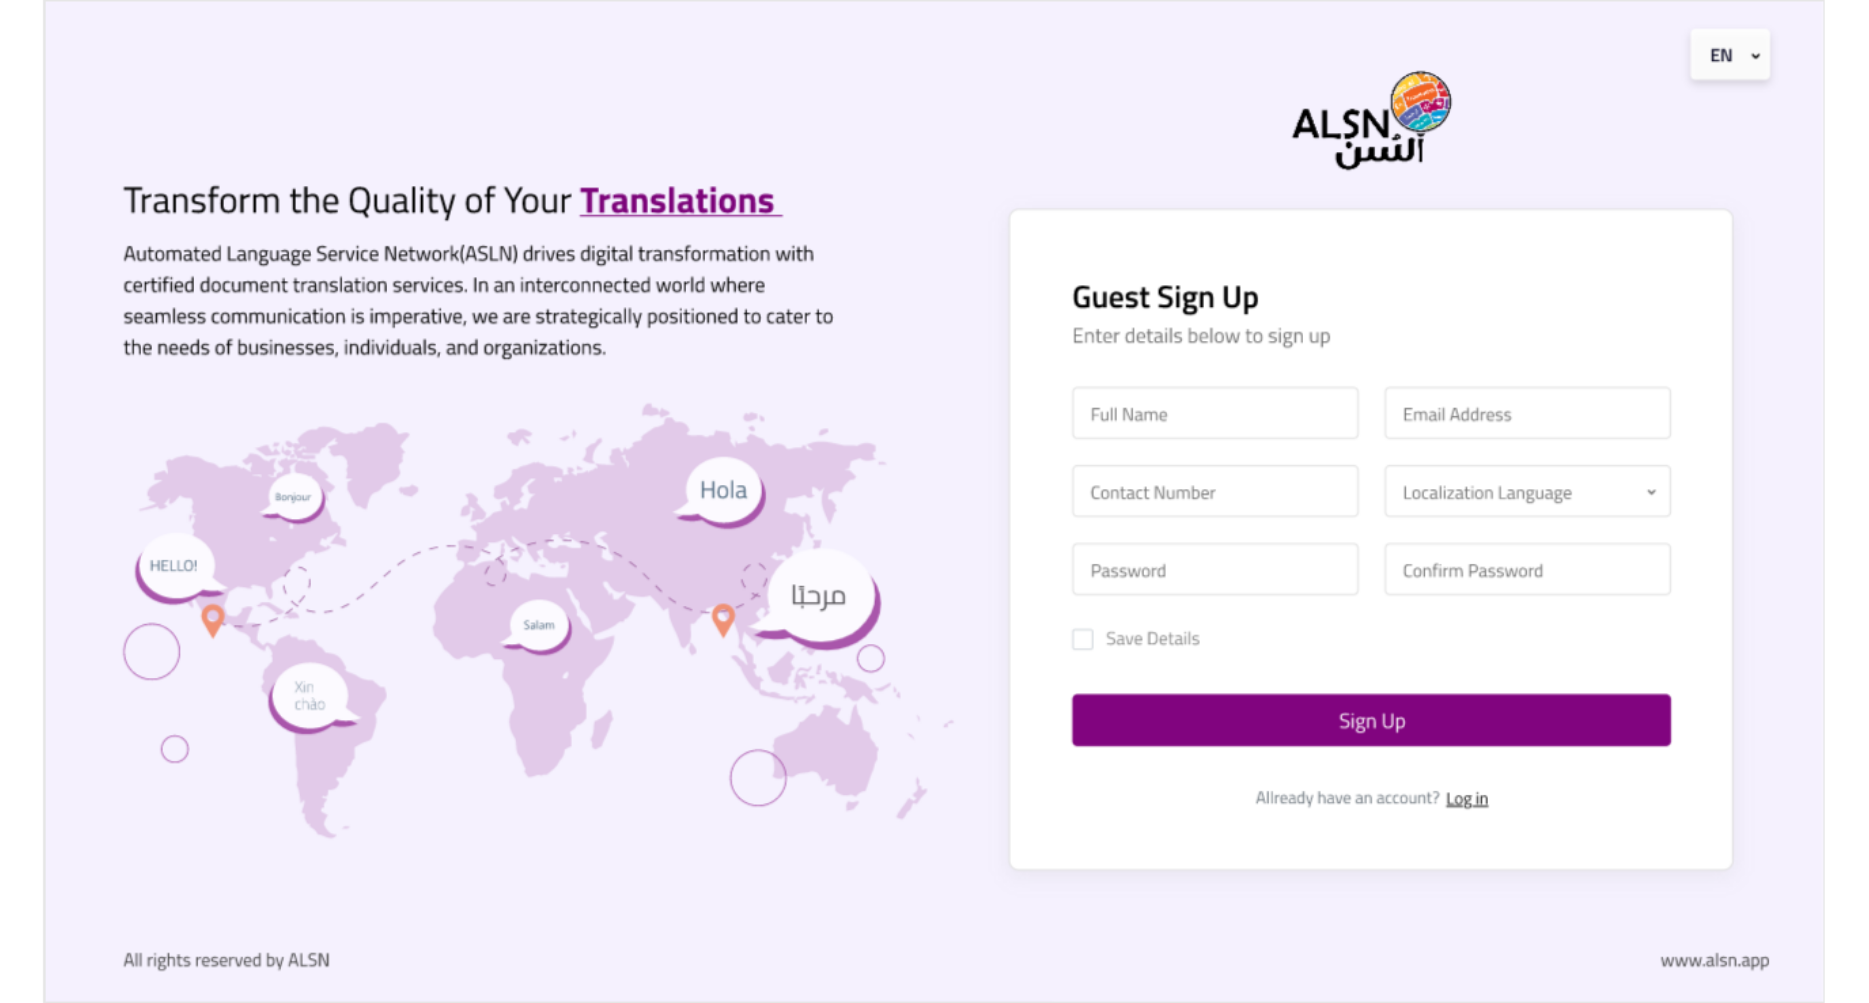 EN
ALSN
ألسن
Transform the Quality of Your Translations
Automated Language Service Network(ASLN) drives digital transformation with
certified document translation services. In an interconnected world where
seamless communication is imperative, we are strategically positioned to cater to
the needs of businesses, individuals, and organizations.
Bonjour
Hola
HELLO!
مرحبًا
Salam
Xin
chào
Guest Sign Up
Enter details below to sign up
Full Name
Email Address
Contact Number
Localization Language
Password
Confirm Password
Save Details
Sign Up
Allready have an account? Log in
All rights reserved by ALSN
www.alsn.app